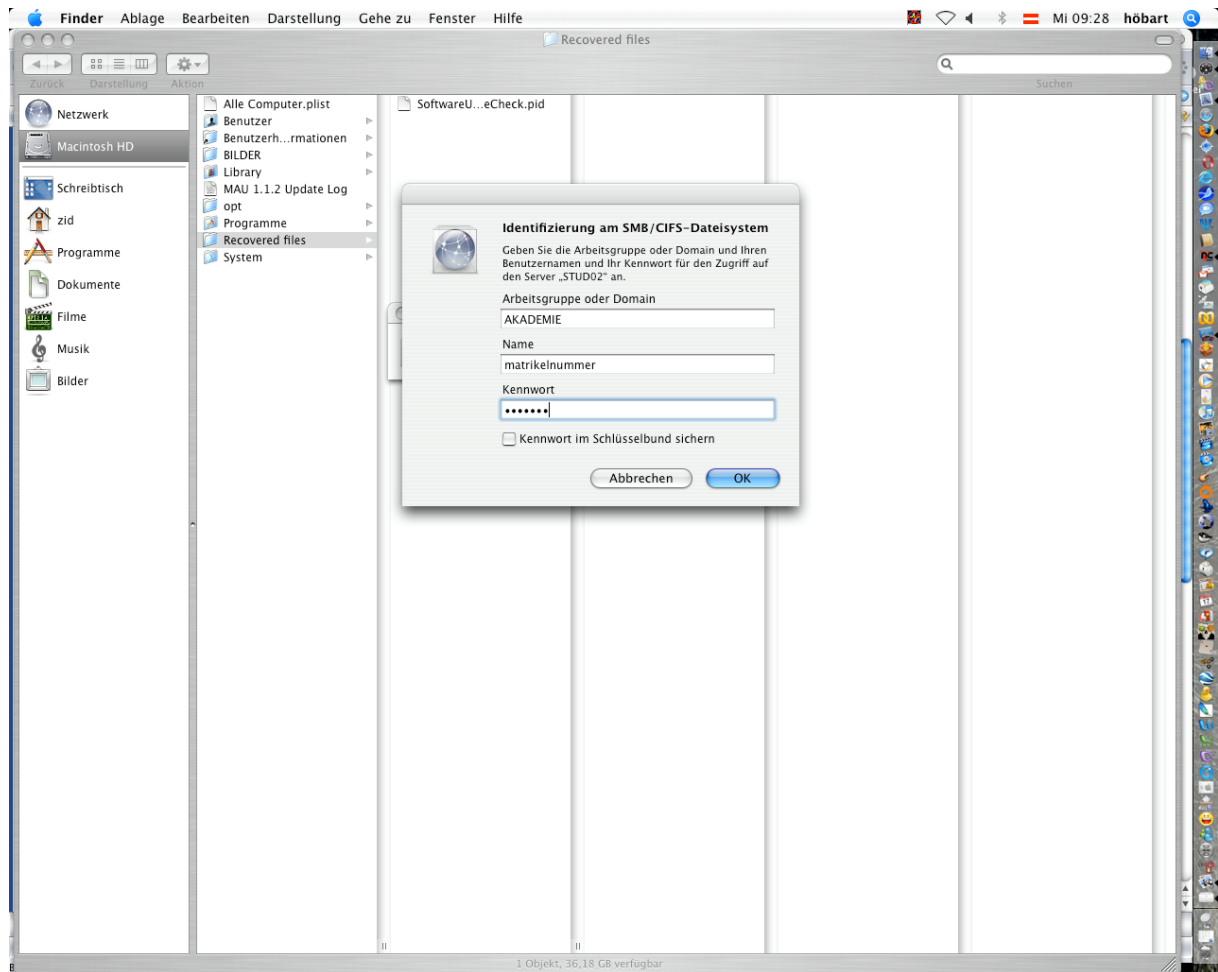 Finder Ablage Bearbeiten Darstellung Gehe zu Fenster Hilfe Mi 09:28 höbart
Recovered files
Zurück Darstellung Aktion Suchen
Netzwerk
Macintosh HD
Schreibtisch
zid
Programme
Dokumente
Filme
Musik
Bilder
Alle Computer.plist
Benutzer
Benutzerh...rmationen
BILDER
Library
MAU 1.1.2 Update Log
opt
Programme
Recovered files
System
SoftwareU...eCheck.pid
Identifizierung am SMB/CIFS-Dateisystem
Geben Sie die Arbeitsgruppe oder Domain und Ihren
Benutzernamen und Ihr Kennwort für den Zugriff auf
den Server „STUD02“ an.
Arbeitsgruppe oder Domain
AKADEMIE
Name
matrikelnummer
Kennwort
•••••••
Kennwort im Schlüsselbund sichern
Abbrechen OK
1 Objekt, 36,18 GB verfügbar